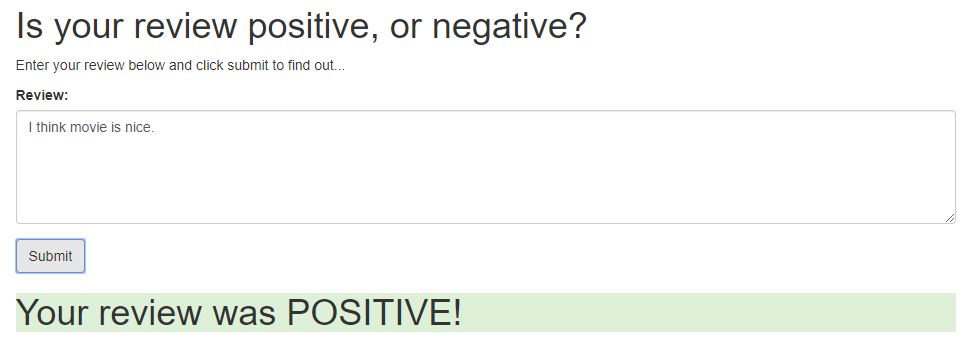 Is your review positive, or negative?
Enter your review below and click submit to find out...
Review:
I think movie is nice.
Submit
Your review was POSITIVE!